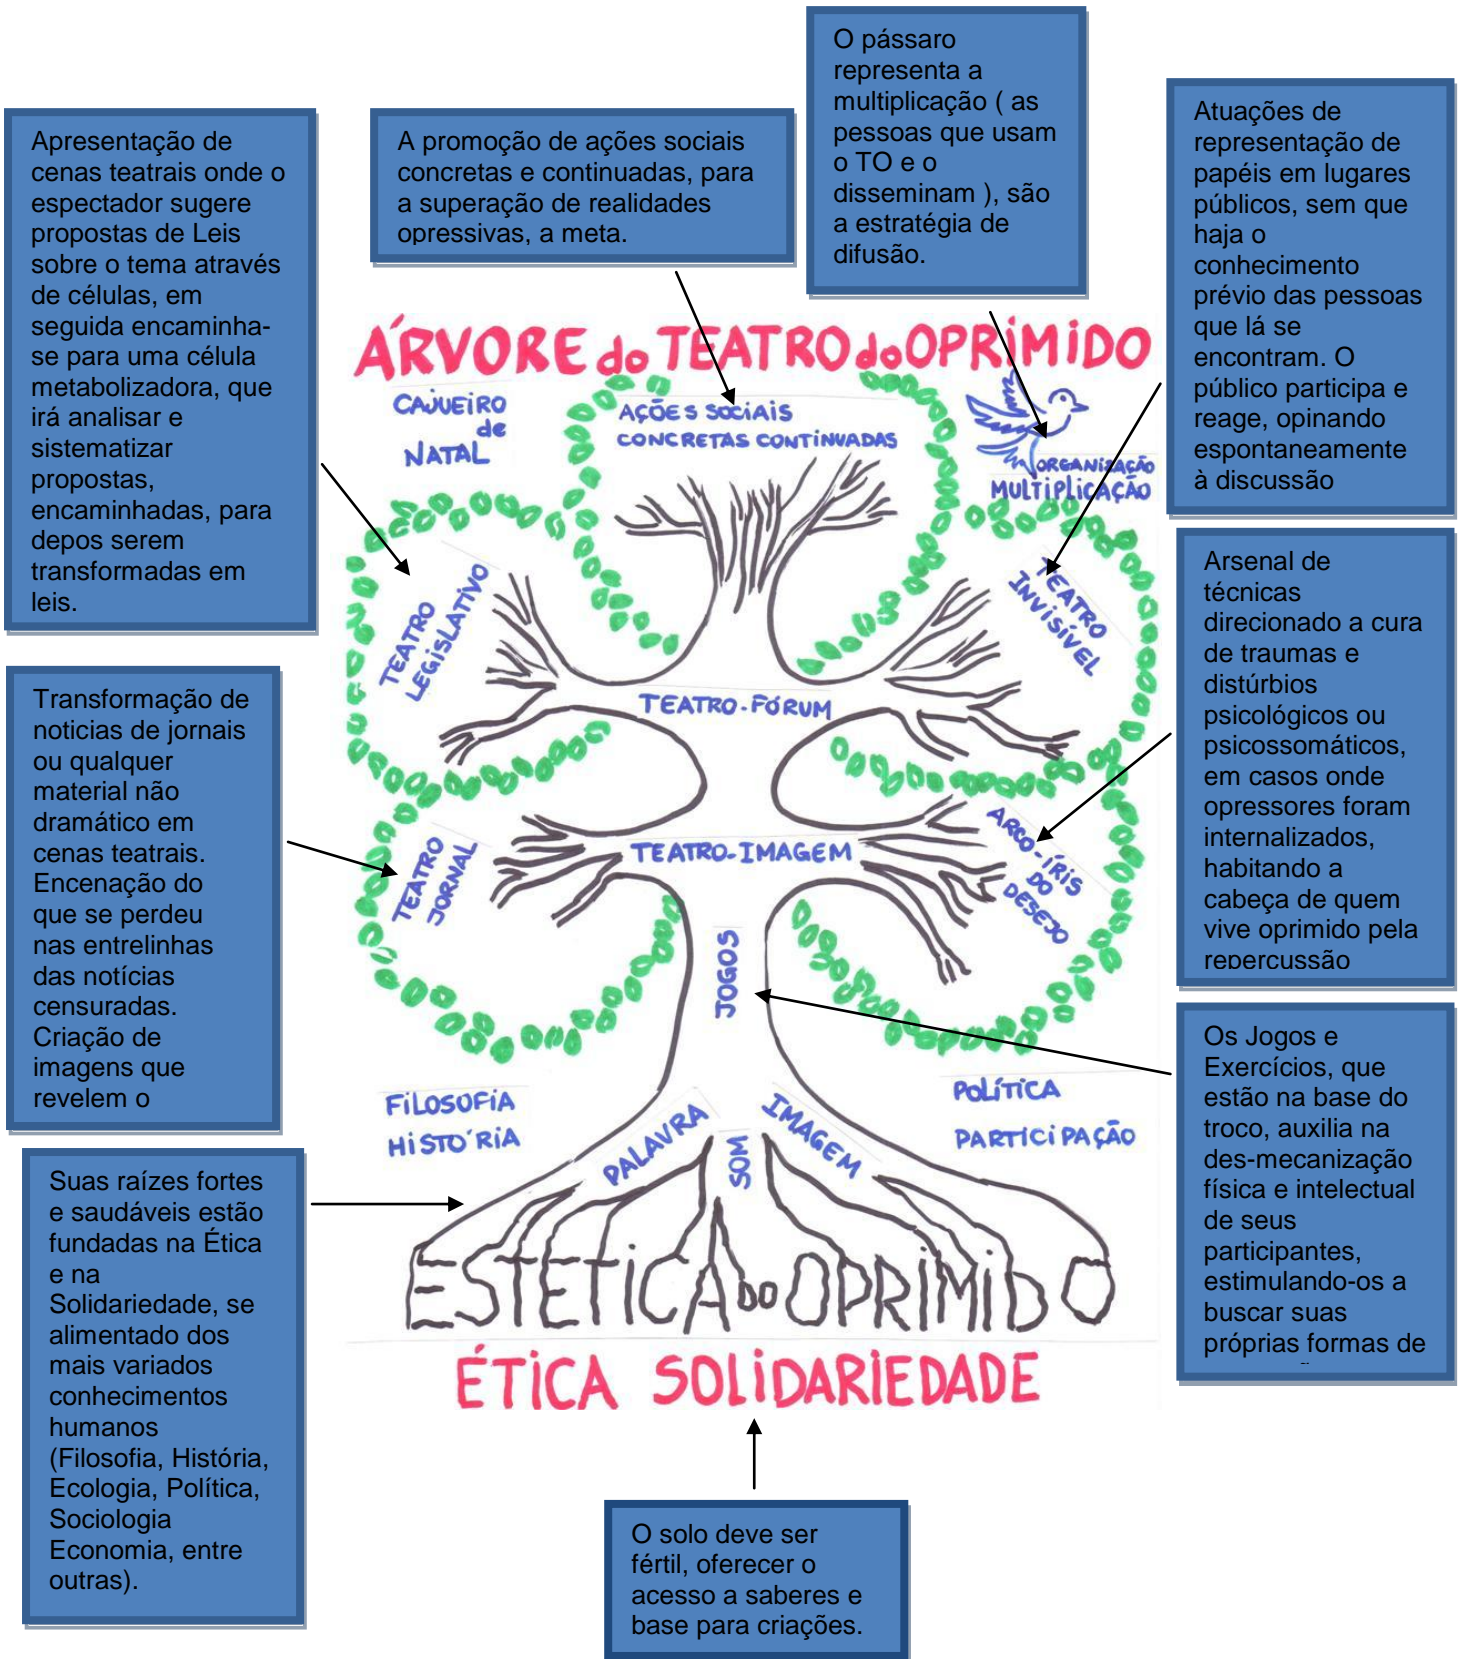 O pássaro
representa a
multiplicação ( as
pessoas que usam
o TO e o
disseminam ), são
a estratégia de
difusão.
Apresentação de
cenas teatrais onde o
espectador sugere
propostas de Leis
sobre o tema através
de células, em
seguida encaminha-
se para uma célula
metabolizadora, que
irá analisar e
sistematizar
propostas,
encaminhadas, para
depos serem
transformadas em
leis.
A promoção de ações sociais
concretas e continuadas, para
a superação de realidades
opressivas, a meta.
Atuações de
representação de
papéis em lugares
públicos, sem que
haja o
conhecimento
prévio das pessoas
que lá se
encontram. O
público participa e
reage, opinando
espontaneamente
à discussão
ÁRVORE do TEATRO do OPRIMIDO
CAJUEIRO
de
NATAL
AÇÕES SOCIAIS
CONCRETAS CONTINUADAS
ORGANIZAÇÃO
MULTIPLICAÇÃO
TEATRO
LEGISLATIVO
TEATRO
INVISÍVEL
Arsenal de
técnicas
direcionado a cura
de traumas e
distúrbios
psicológicos ou
psicossomáticos,
em casos onde
opressores foram
internalizados,
habitando a
cabeça de quem
vive oprimido pela
repercussão
Transformação de
noticias de jornais
ou qualquer
material não
dramático em
cenas teatrais.
Encenação do
que se perdeu
nas entrelinhas
das notícias
censuradas.
Criação de
imagens que
revelem o
TEATRO-FÓRUM
TEATRO
JORNAL
TEATRO-IMAGEM
ARCO-ÍRIS
DO
DESEJO
JOGOS
Os Jogos e
Exercícios, que
estão na base do
troco, auxilia na
des-mecanização
física e intelectual
de seus
participantes,
estimulando-os a
buscar suas
próprias formas de
FILOSOFIA
HISTÓRIA
POLÍTICA
PARTICIPAÇÃO
PALAVRA
SOM
IMAGEM
Suas raízes fortes
e saudáveis estão
fundadas na Ética
e na
Solidariedade, se
alimentado dos
mais variados
conhecimentos
humanos
(Filosofia, História,
Ecologia, Política,
Sociologia
Economia, entre
outras).
ESTETICA DO OPRIMIDO
ÉTICA SOLIDARIEDADE
O solo deve ser
fértil, oferecer o
acesso a saberes e
base para criações.